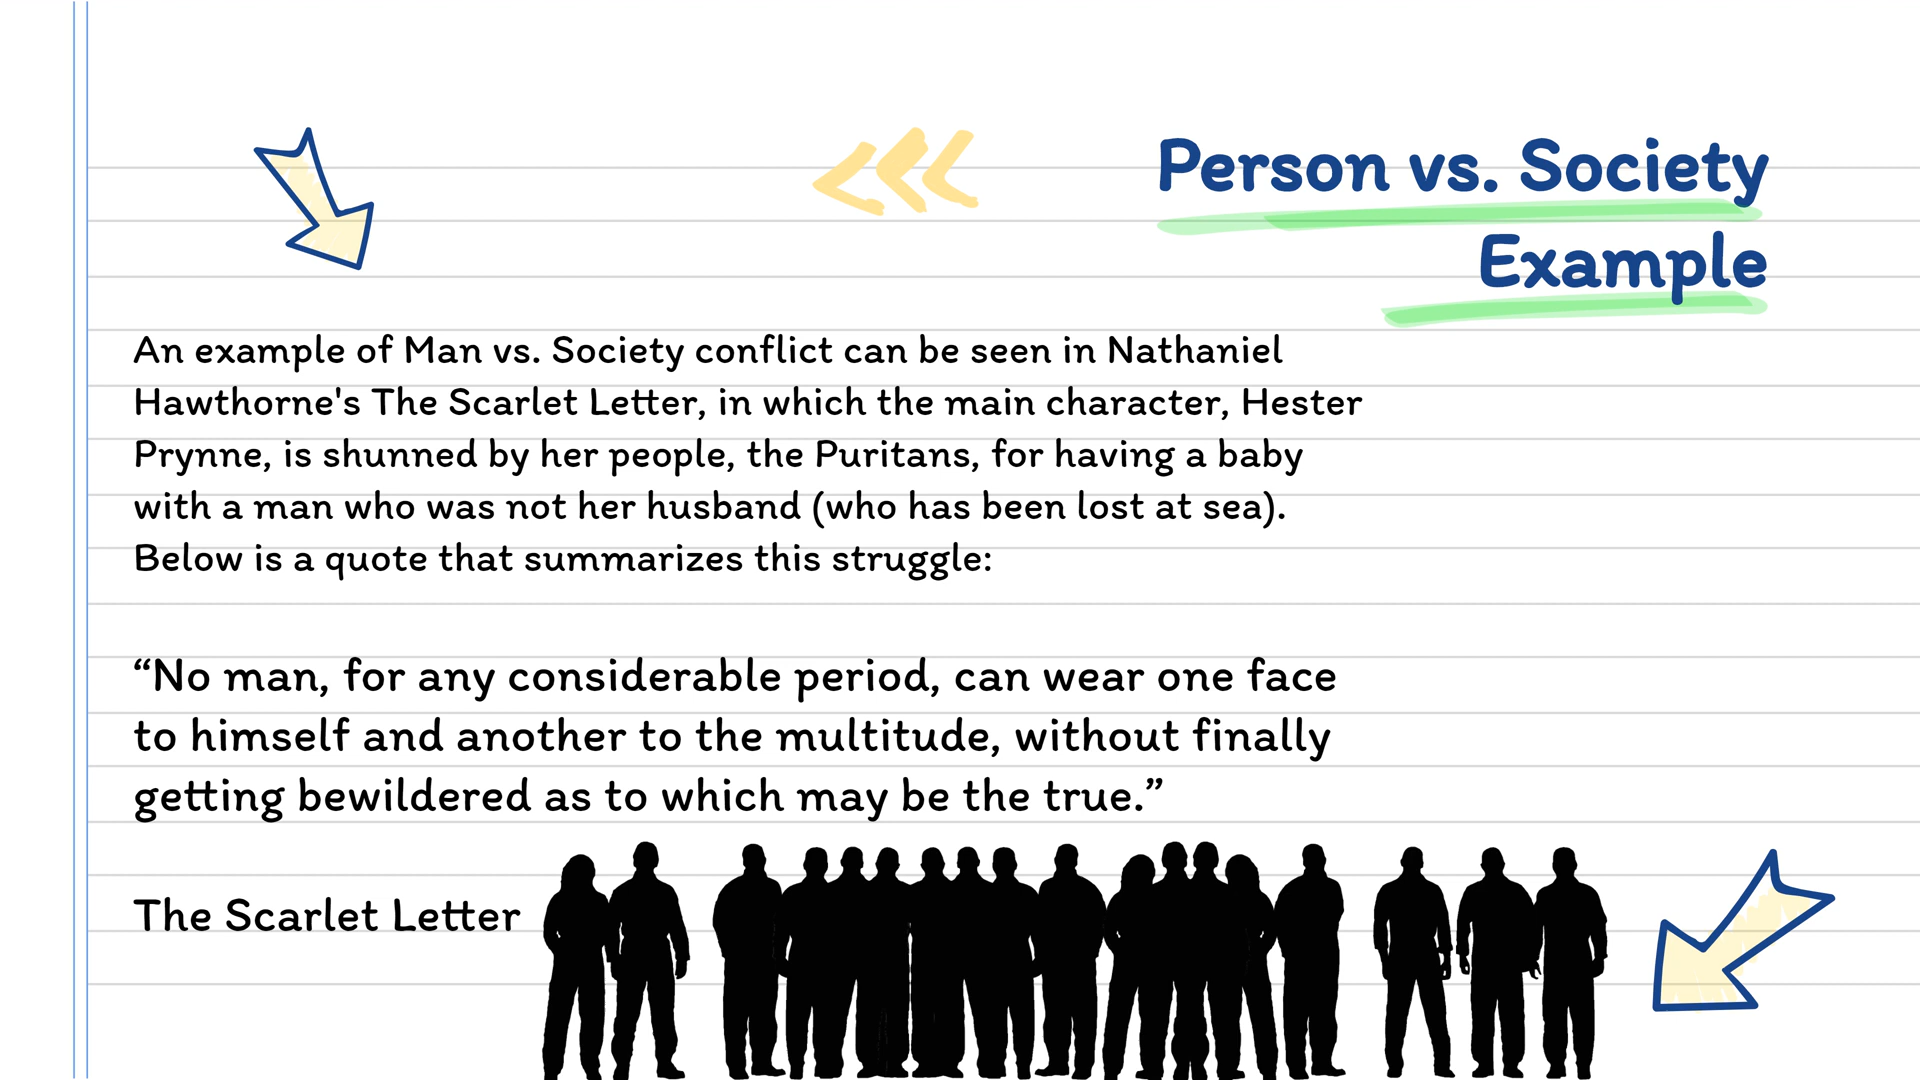 Person vs. Society
Example
An example of Man vs. Society conflict can be seen in Nathaniel
Hawthorne's The Scarlet Letter, in which the main character, Hester
Prynne, is shunned by her people, the Puritans, for having a baby
with a man who was not her husband (who has been lost at sea).
Below is a quote that summarizes this struggle:
“No man, for any considerable period, can wear one face
to himself and another to the multitude, without finally
getting bewildered as to which may be the true.”
The Scarlet Letter